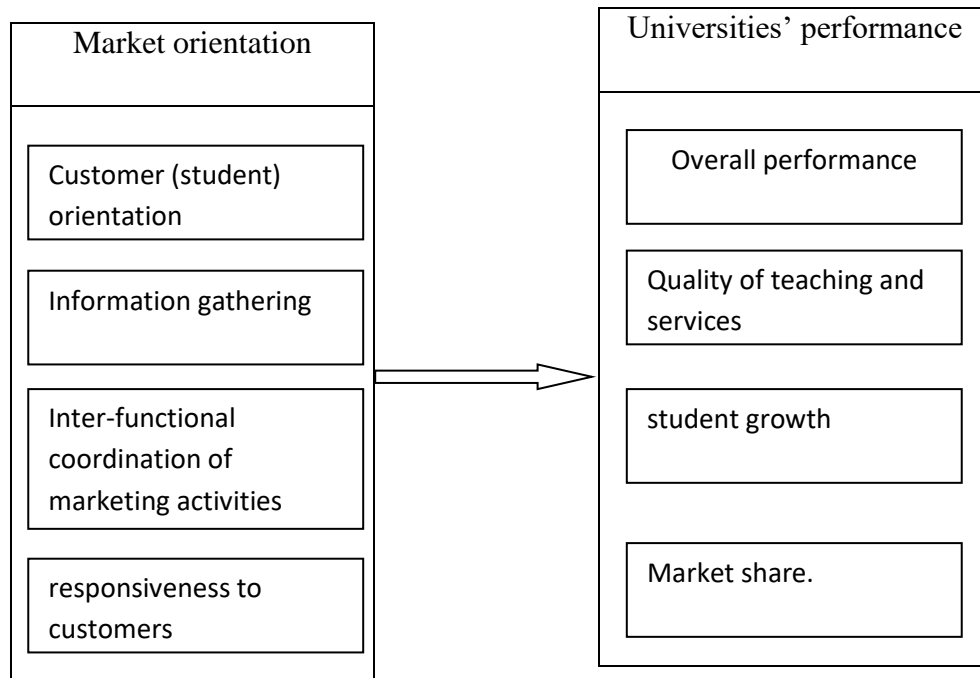 Market orientation
Customer (student)
orientation
Information gathering
Inter-functional
coordination of
marketing activities
responsiveness to
customers
Universities’ performance
Overall performance
Quality of teaching and
services
student growth
Market share.